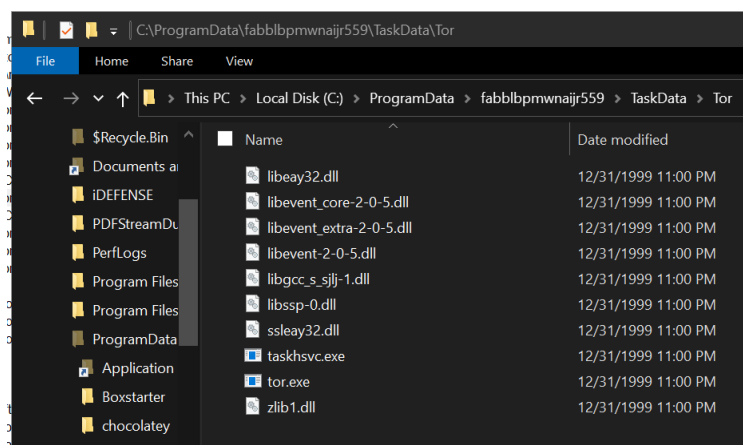 C:\ProgramData\fabblbpmwnaijr559\TaskData\Tor
File Home Share View
This PC > Local Disk (C:) > ProgramData > fabblbpmwnaijr559 > TaskData > Tor
$Recycle.Bin
Documents a
iDEFENSE
PDFStreamDu
PerfLogs
Program Files
Program Files
ProgramData
Application
Boxstarter
chocolatey
Name Date modified
libeay32.dll 12/31/1999 11:00 PM
libevent_core-2-0-5.dll 12/31/1999 11:00 PM
libevent_extra-2-0-5.dll 12/31/1999 11:00 PM
libevent-2-0-5.dll 12/31/1999 11:00 PM
libgcc_s_sjlj-1.dll 12/31/1999 11:00 PM
libssp-0.dll 12/31/1999 11:00 PM
ssleay32.dll 12/31/1999 11:00 PM
taskhsvc.exe 12/31/1999 11:00 PM
tor.exe 12/31/1999 11:00 PM
zlib1.dll 12/31/1999 11:00 PM